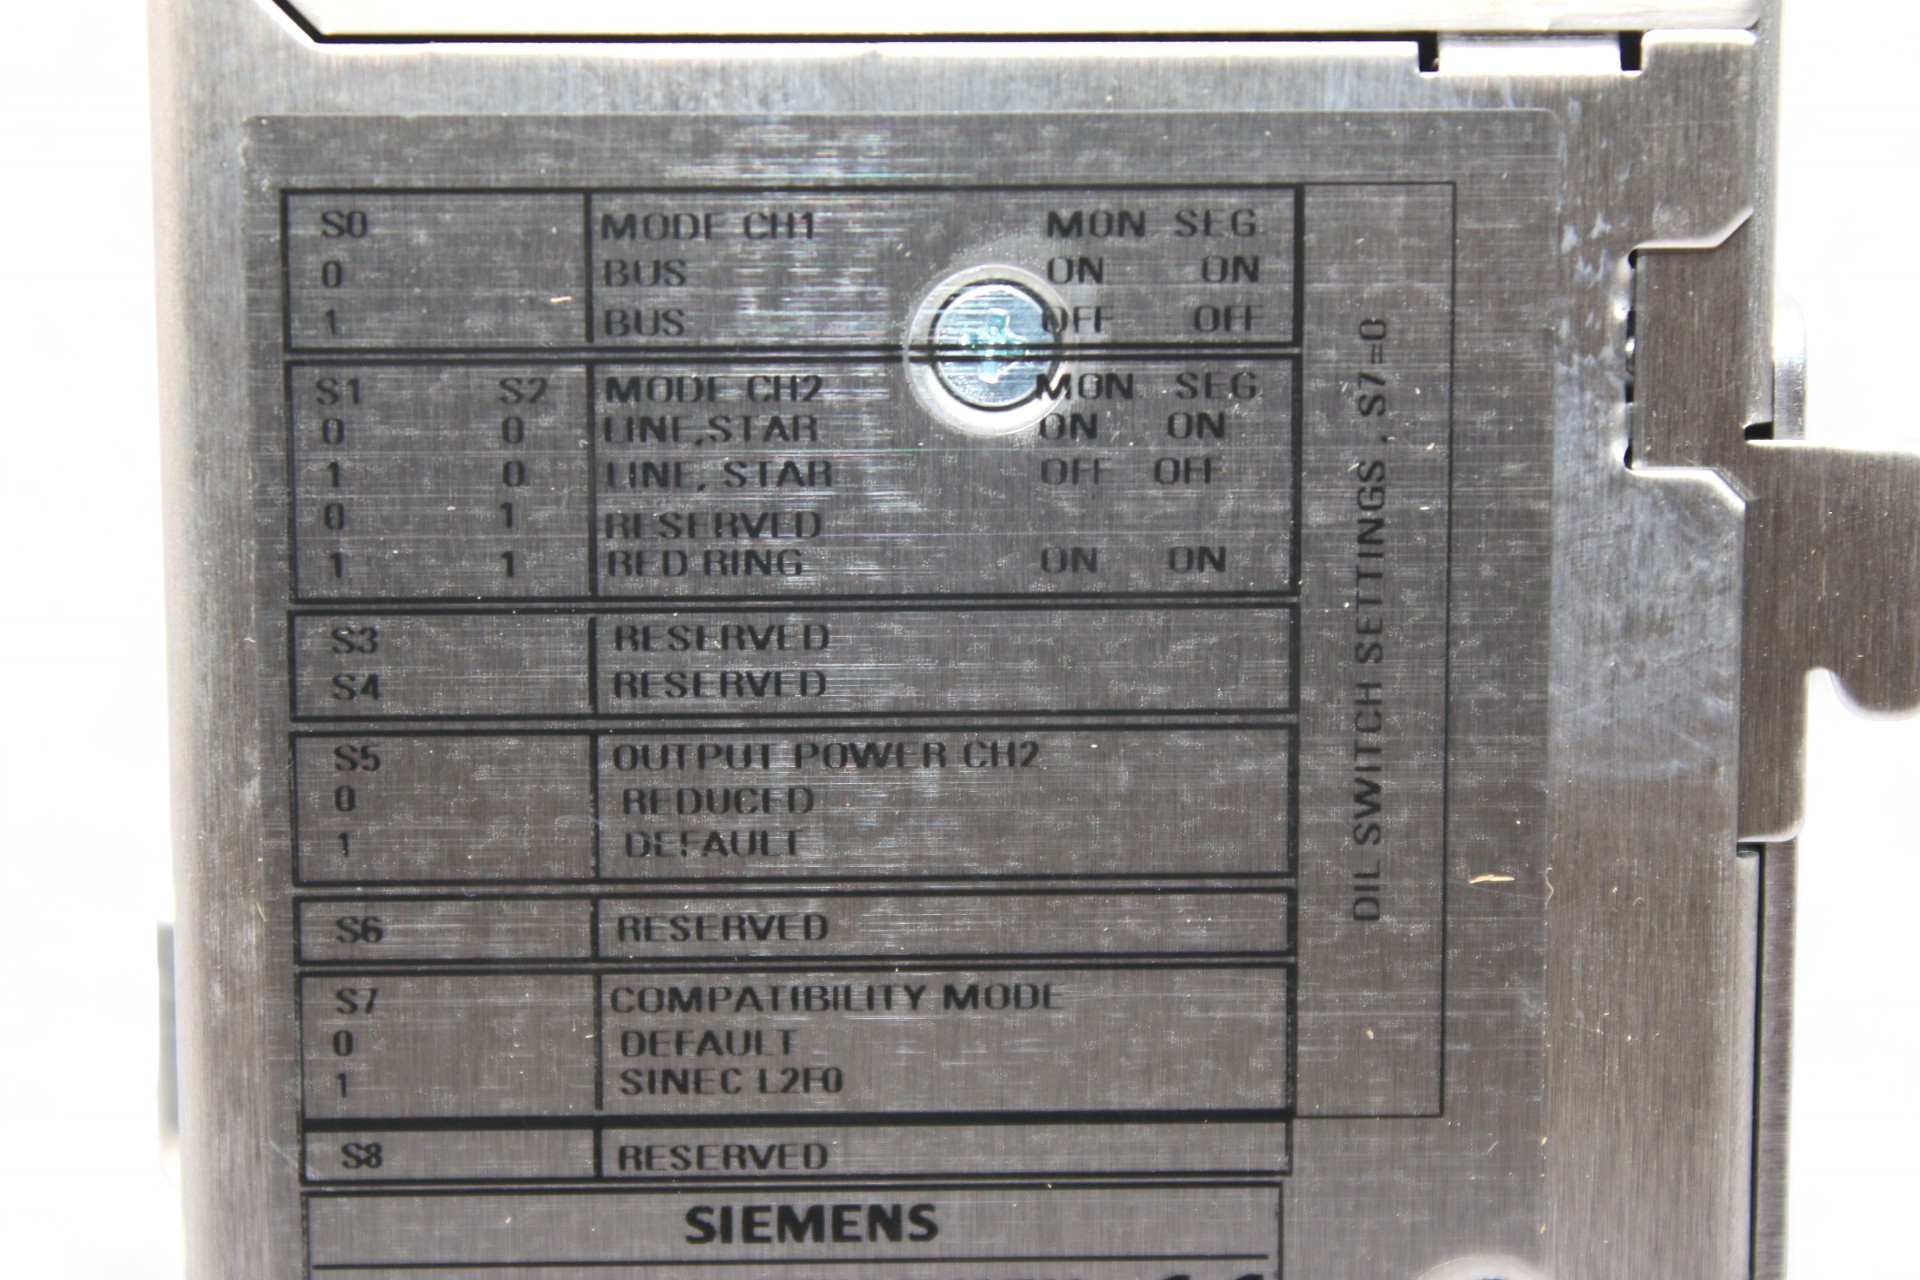 S0 MODE CH1 MON SEG.
0 BUS ON ON
1 BUS OFF OFF
S1 S2 MODE CH2 MON. SEG.
0 0 LINE,STAR ON ON
1 0 LINE, STAR OFF OFF
0 1 RESERVED
1 1 RED RING ON ON
S3 RESERVED
S4 RESERVED
S5 OUTPUT POWER CH2
0 REDUCED
1 DEFAULT
S6 RESERVED
S7 COMPATIBILITY MODE
0 DEFAULT
1 SINEC L2F0
S8 RESERVED
DIL SWITCH SETTINGS , S7=0
SIEMENS